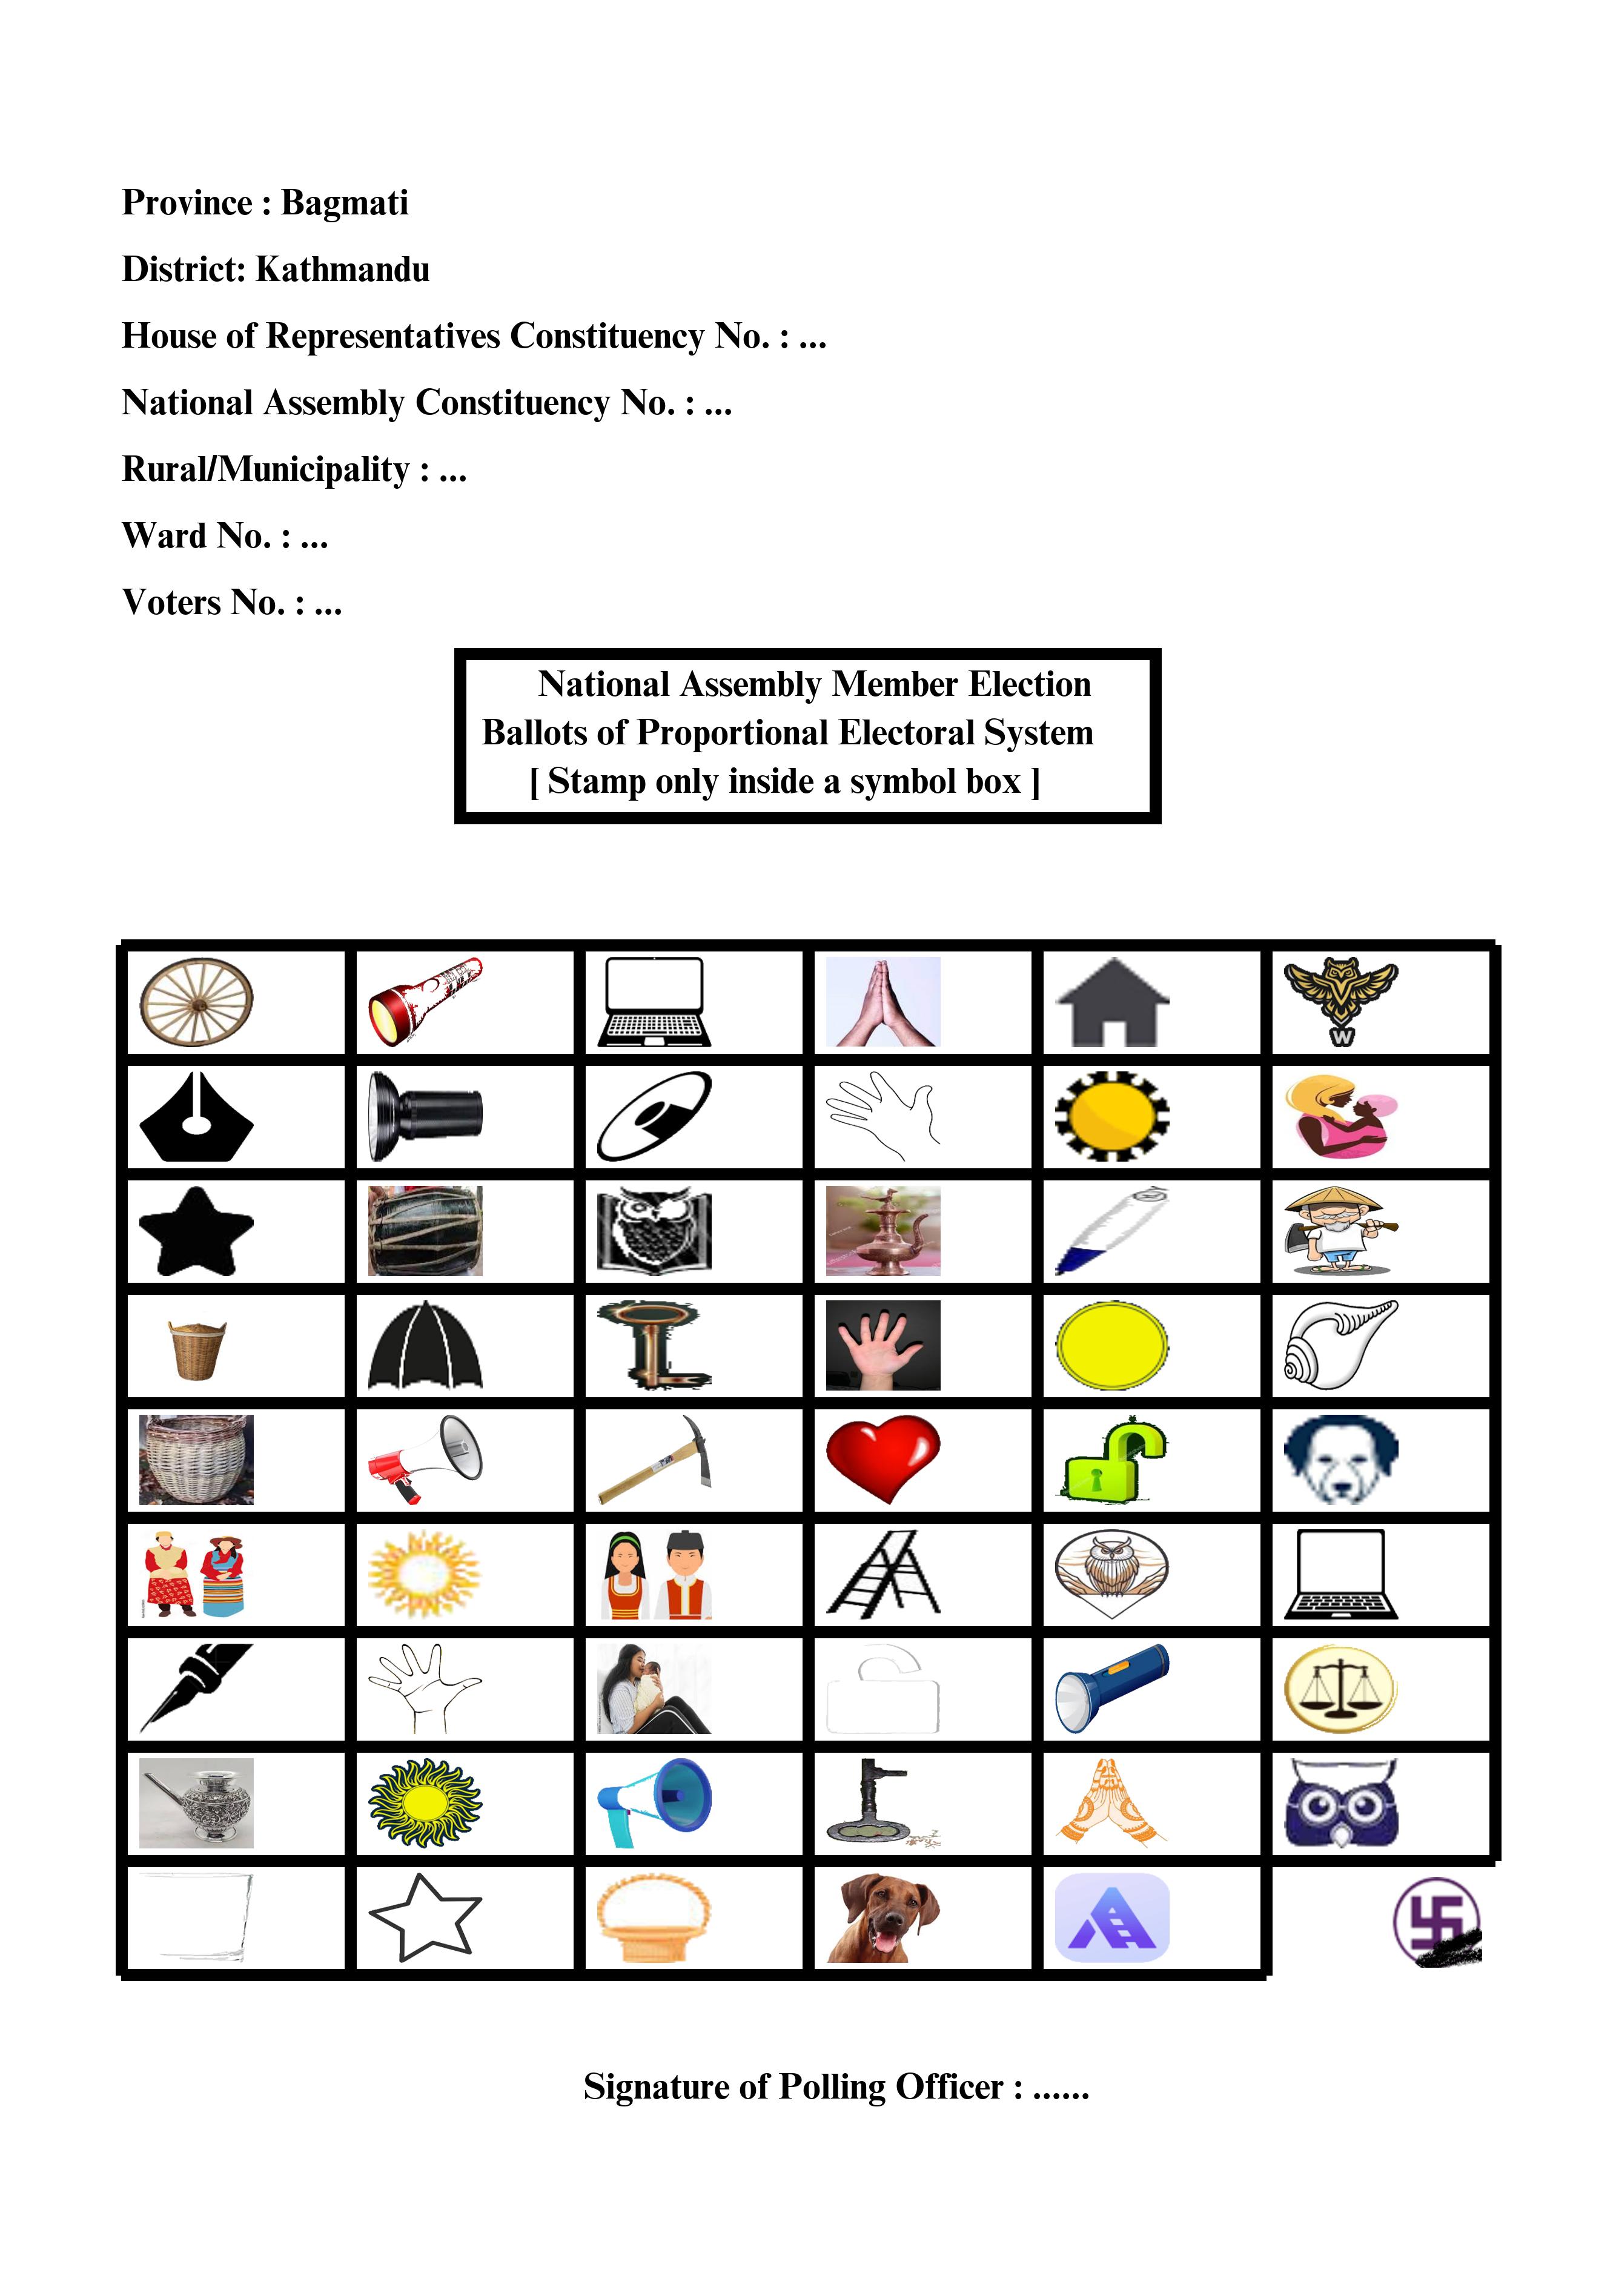 Province : Bagmati
District: Kathmandu
House of Representatives Constituency No. : ...
National Assembly Constituency No. : ...
Rural/Municipality : ...
Ward No. : ...
Voters No. : ...
National Assembly Member Election
Ballots of Proportional Electoral System
[ Stamp only inside a symbol box ]
W
Signature of Polling Officer : ......